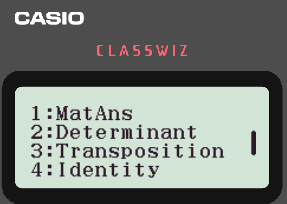 CASIO
CLASSWIZ
1:MatAns
2:Determinant
3:Transposition
4:Identity